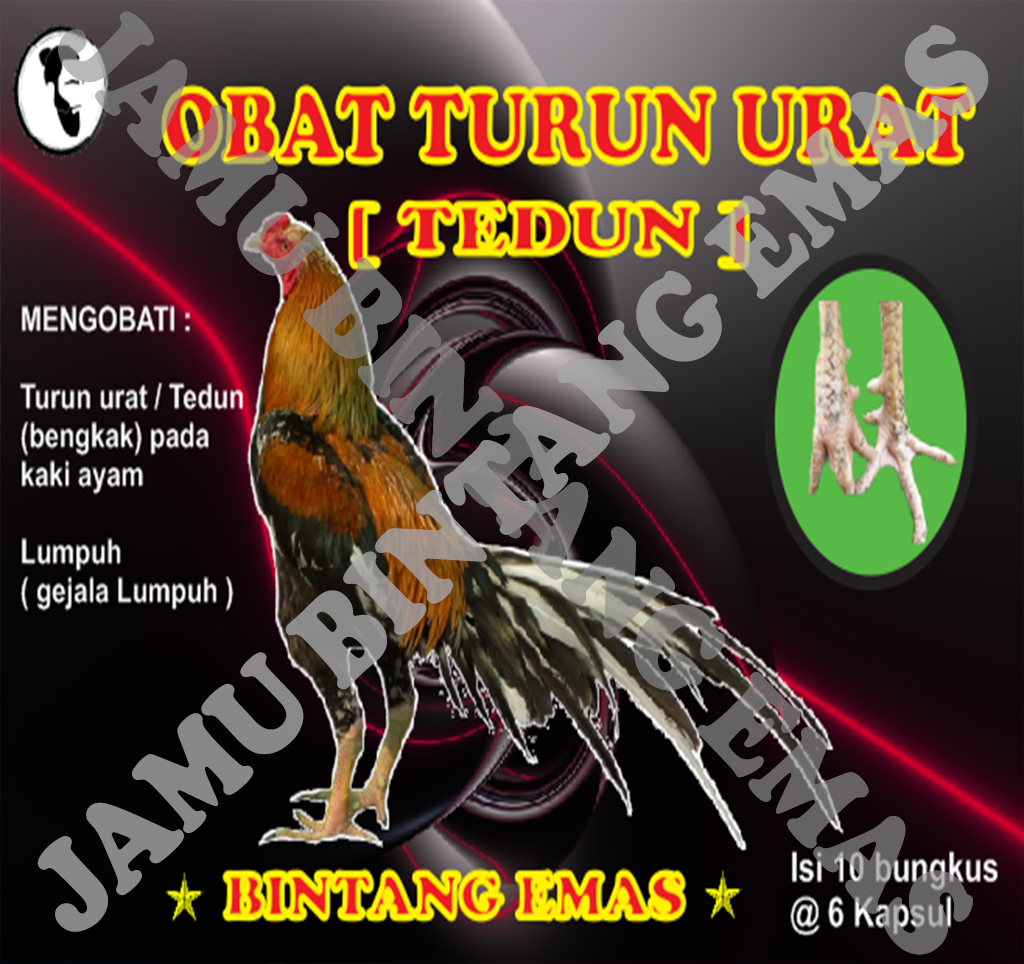 OBAT TURUN URAT
[ TEDUN ]
MENGOBATI :
Turun urat / Tedun
(bengkak) pada
kaki ayam
Lumpuh
( gejala Lumpuh )
BINTANG EMAS
Isi 10 bungkus
@ 6 Kapsul
JAMU BINTANG EMAS
JAMU BINTANG EMAS